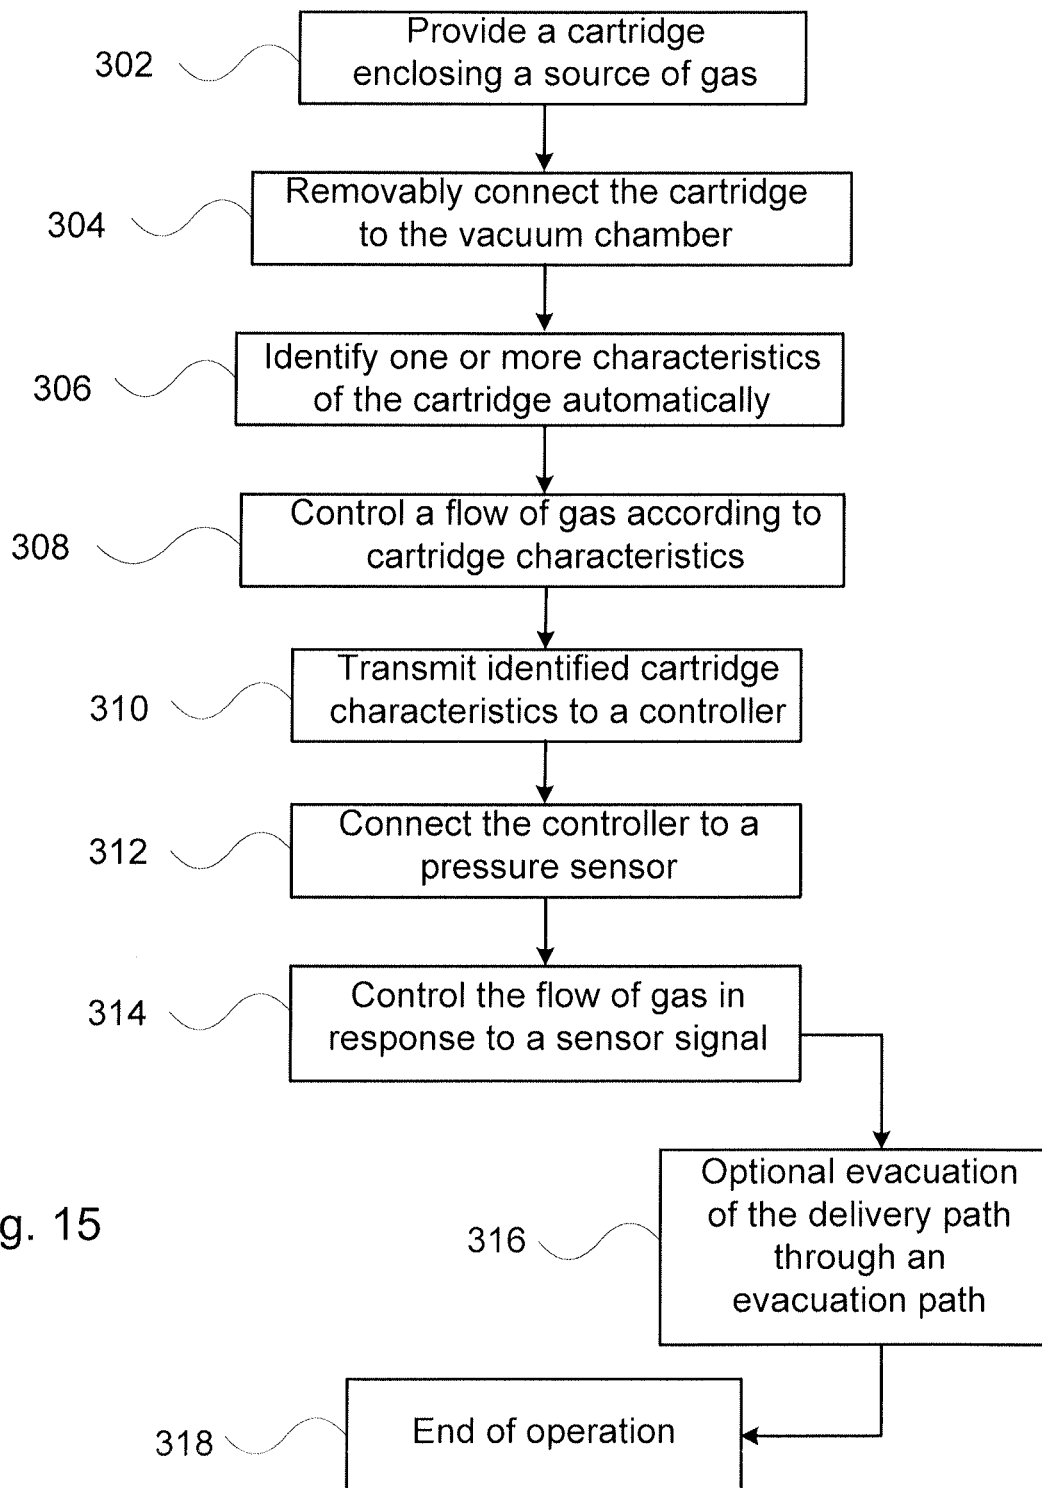 302
Provide a cartridge
enclosing a source of gas
304
Removably connect the cartridge
to the vacuum chamber
306
Identify one or more characteristics
of the cartridge automatically
308
Control a flow of gas according to
cartridge characteristics
310
Transmit identified cartridge
characteristics to a controller
312
Connect the controller to a
pressure sensor
314
Control the flow of gas in
response to a sensor signal
316
Optional evacuation
of the delivery path
through an
evacuation path
g. 15
318
End of operation